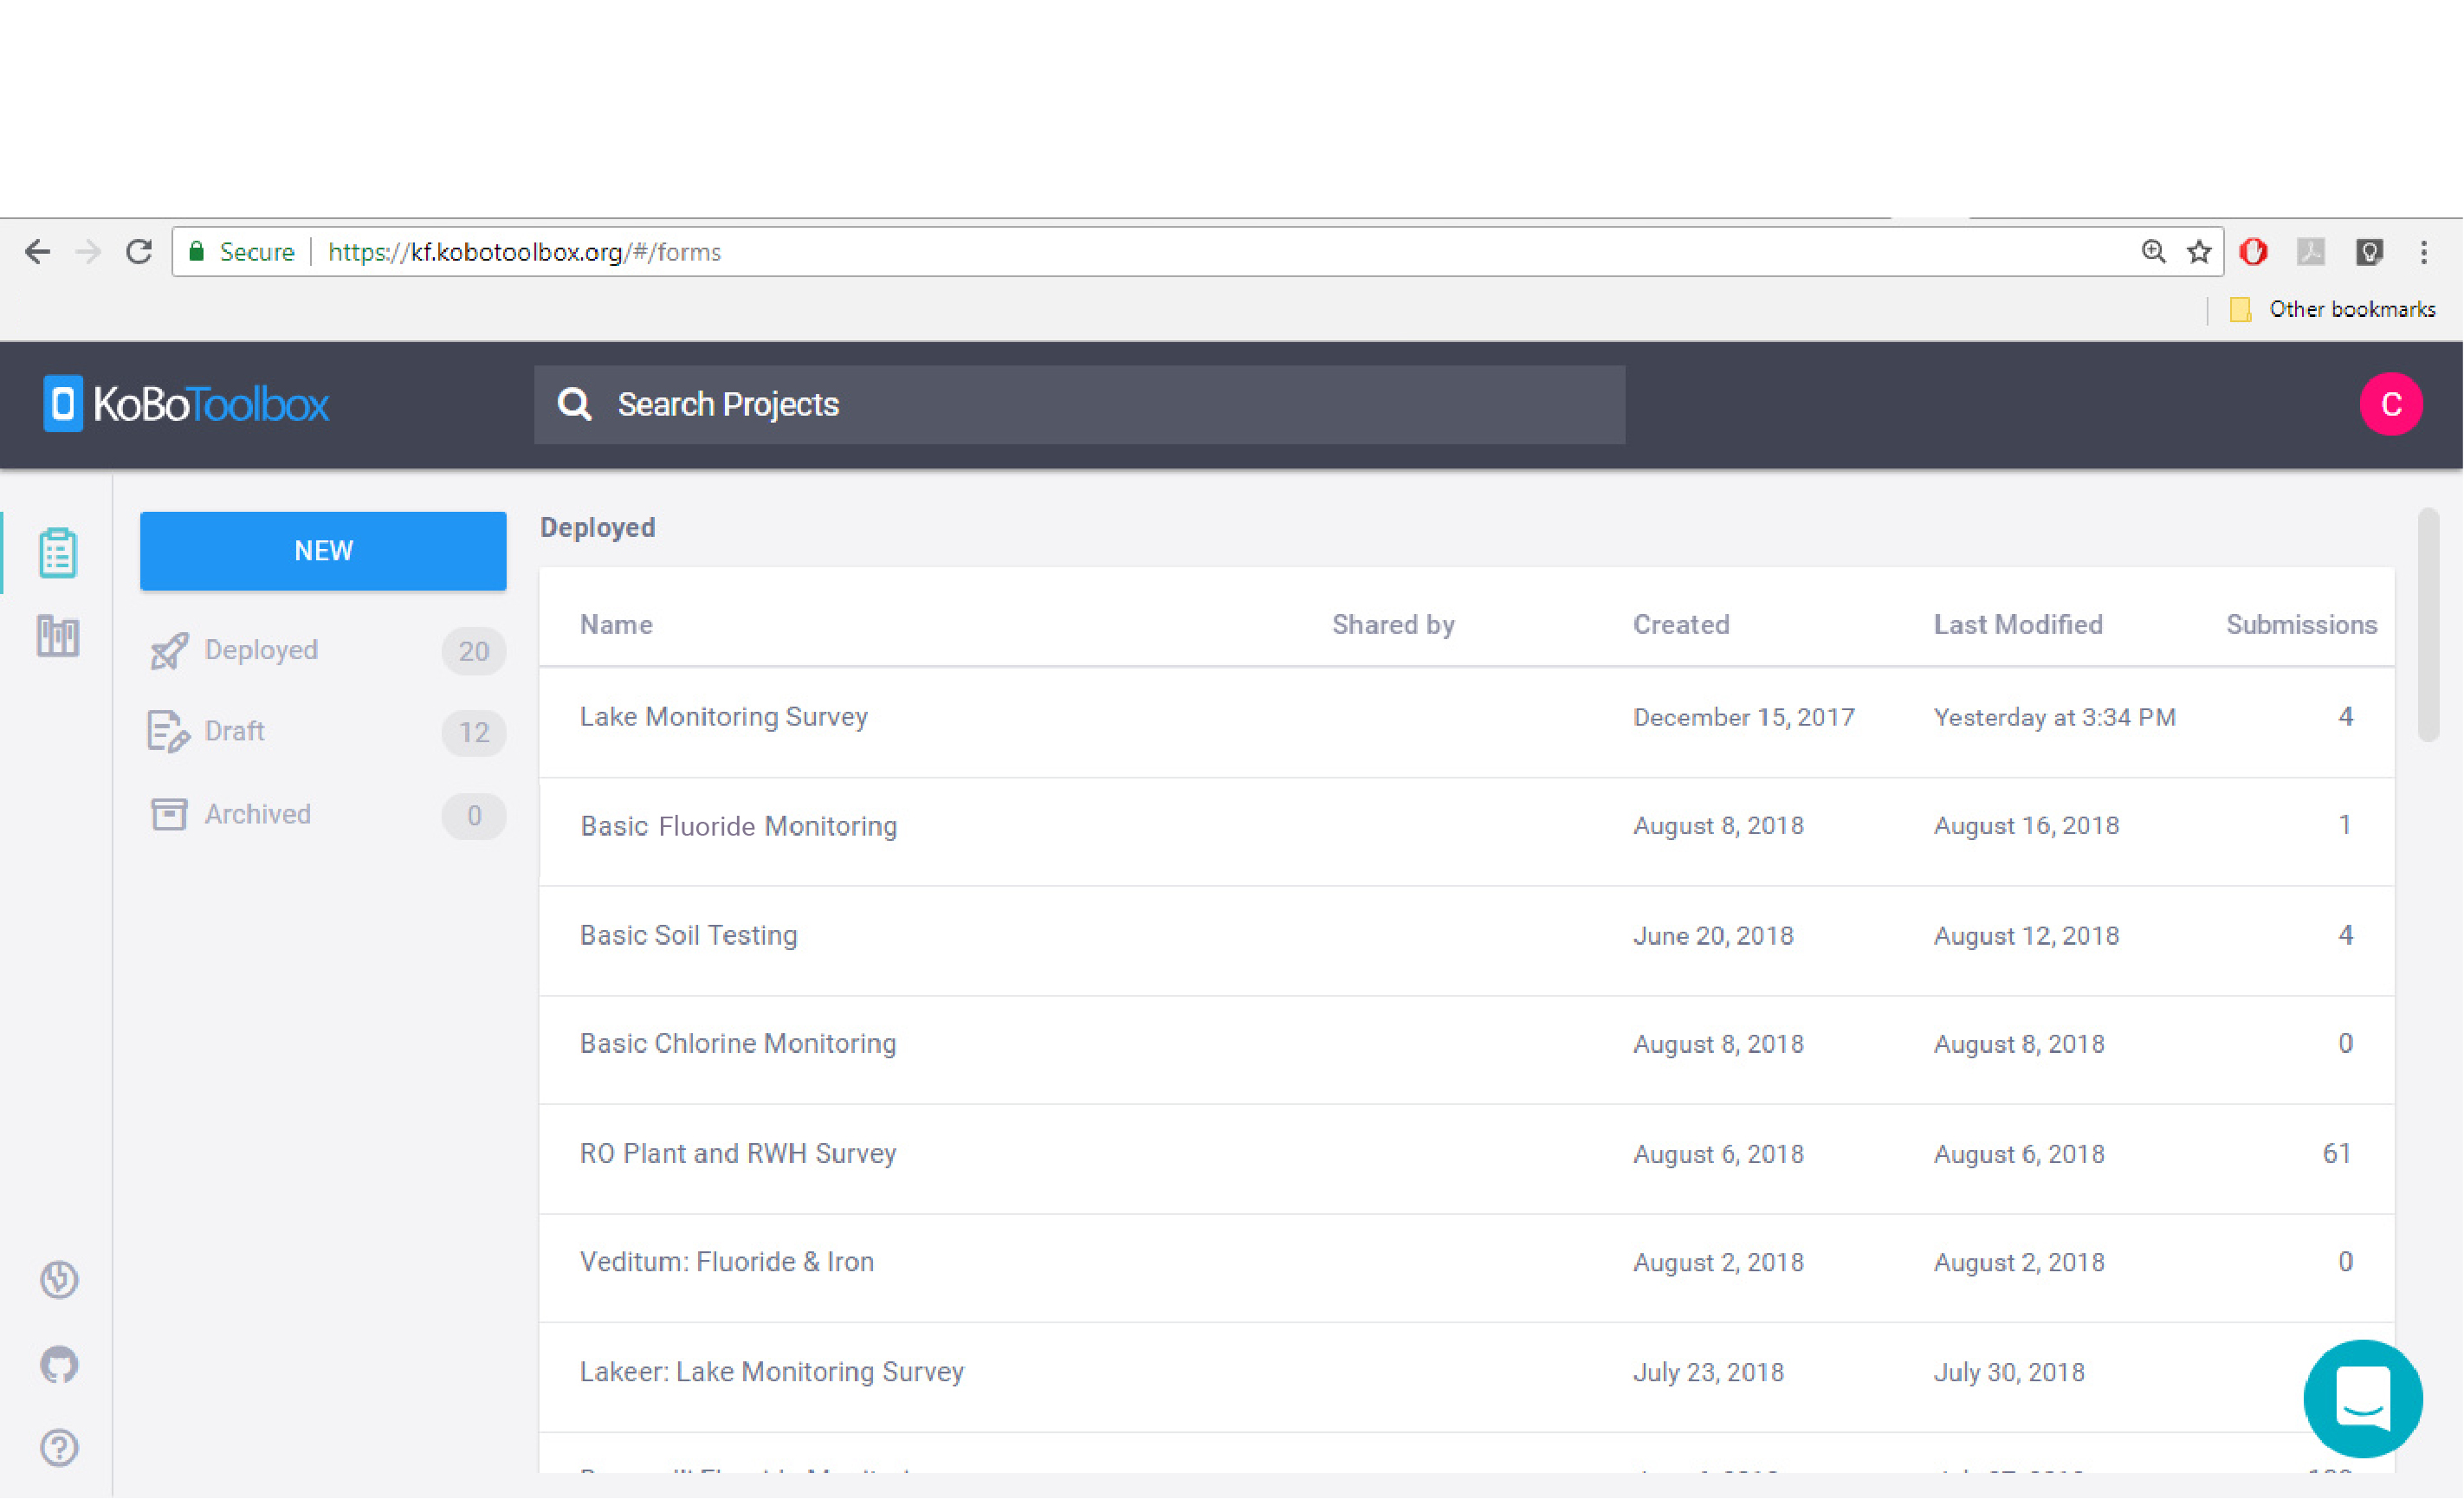 Secure https://kf.kobotoolbox.org/#/forms
Other bookmarks
KoBoToolbox
Search Projects
C
NEW
Deployed 20
Draft 12
Archived 0
Deployed
Name Shared by Created Last Modified Submissions
Lake Monitoring Survey December 15, 2017 Yesterday at 3:34 PM 4
Basic Fluoride Monitoring August 8, 2018 August 16, 2018 1
Basic Soil Testing June 20, 2018 August 12, 2018 4
Basic Chlorine Monitoring August 8, 2018 August 8, 2018 0
RO Plant and RWH Survey August 6, 2018 August 6, 2018 61
Veditum: Fluoride & Iron August 2, 2018 August 2, 2018 0
Lakeer: Lake Monitoring Survey July 23, 2018 July 30, 2018